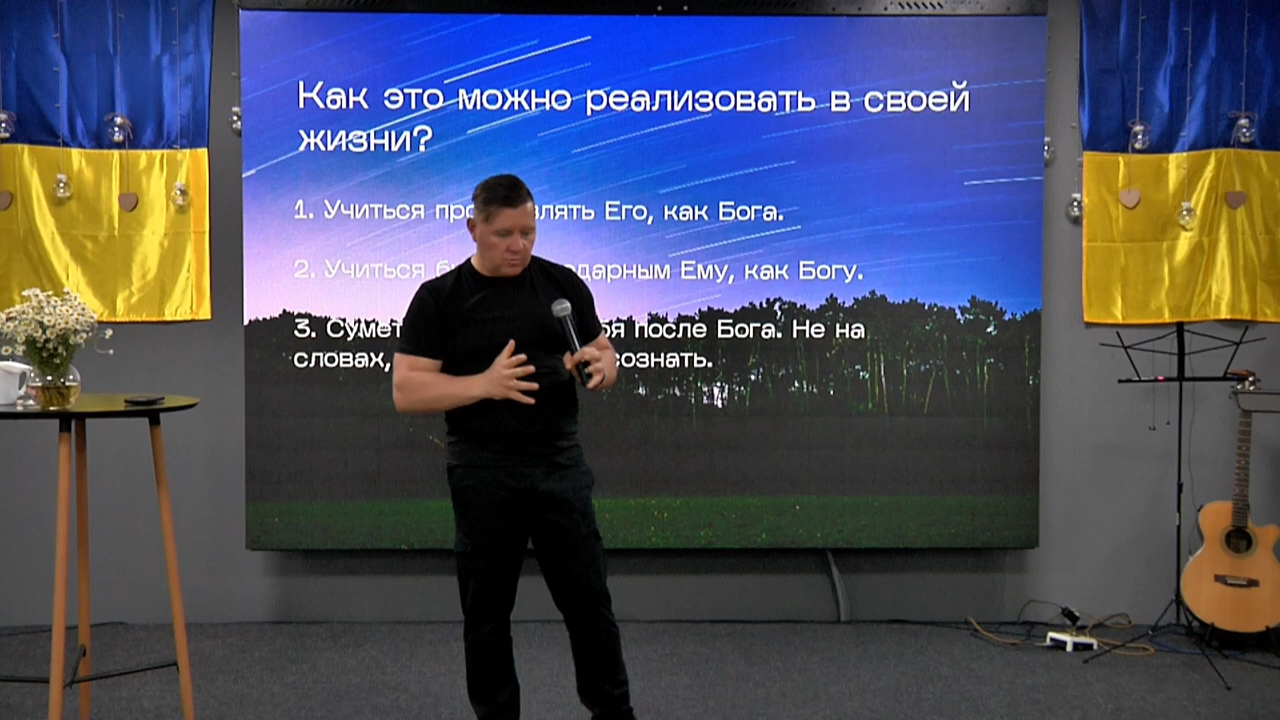 Как это можно реализовать в своей
жизни?
1. Учиться Его, как Бога.
2. Учиться Ему, как Богу.
3. после Бога. Не на
словах,